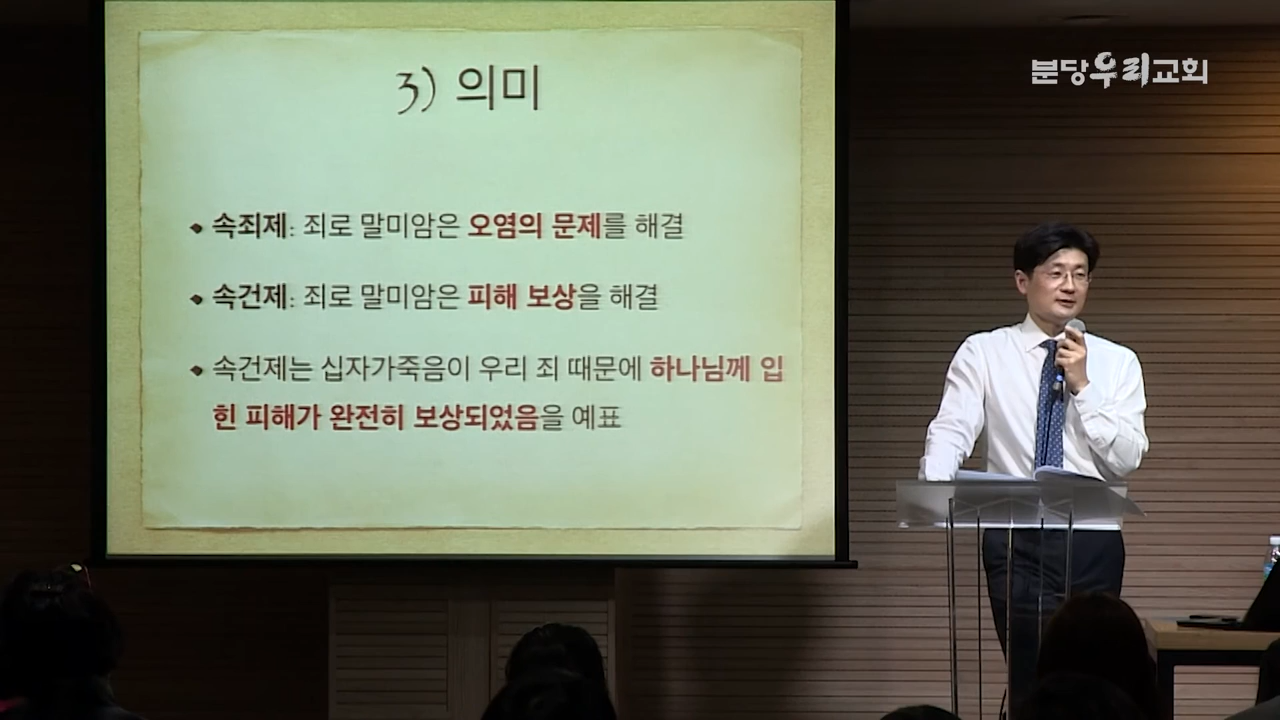 분당우리교회
3) 의미
속죄제: 죄로 말미암은 오염의 문제를 해결
속건제: 죄로 말미암은 피해 보상을 해결
속건제는 십자가죽음이 우리 죄 때문에 하나님께 입
힌 피해가 완전히 보상되었음을 예표